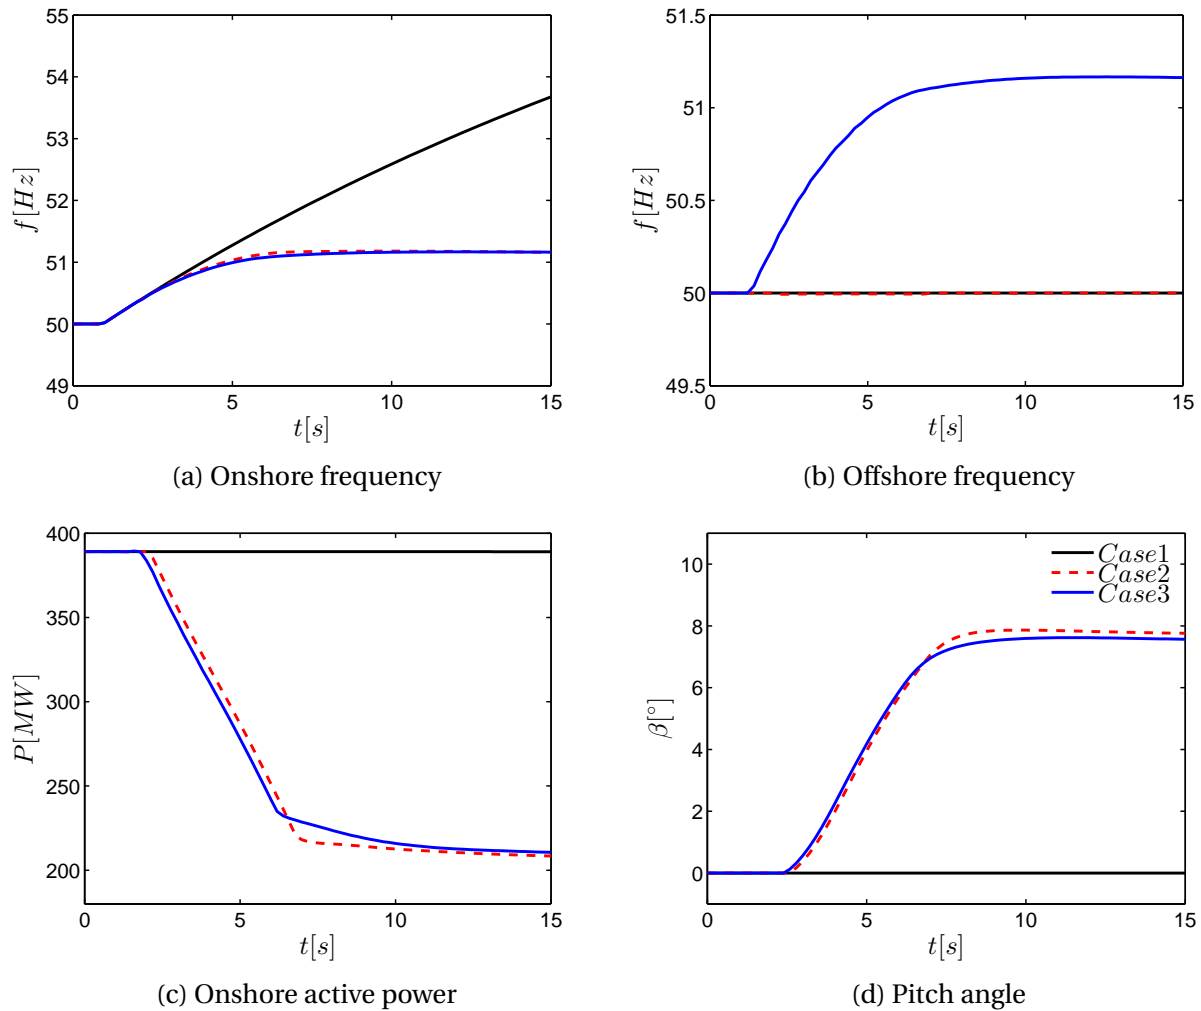 55
54
53
52
51
50
49
0
5
10
15
f[Hz]
t[s]
(a) Onshore frequency
51.5
51
50.5
50
49.5
0
5
10
15
f[Hz]
t[s]
(b) Offshore frequency
400
350
300
250
200
0
5
10
15
P[MW]
t[s]
(c) Onshore active power
10
8
6
4
2
0
0
5
10
15
β[°]
t[s]
Case1
Case2
Case3
(d) Pitch angle